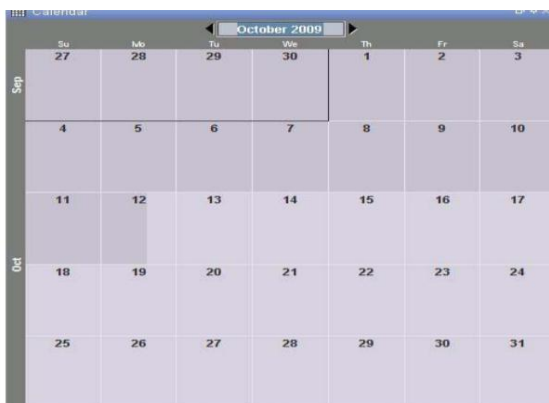 Calendar
October 2009
Su Mo Tu We Th Fr Sa
Sep
27 28 29 30 1 2 3
4 5 6 7 8 9 10
Oct
11 12 13 14 15 16 17
18 19 20 21 22 23 24
25 26 27 28 29 30 31